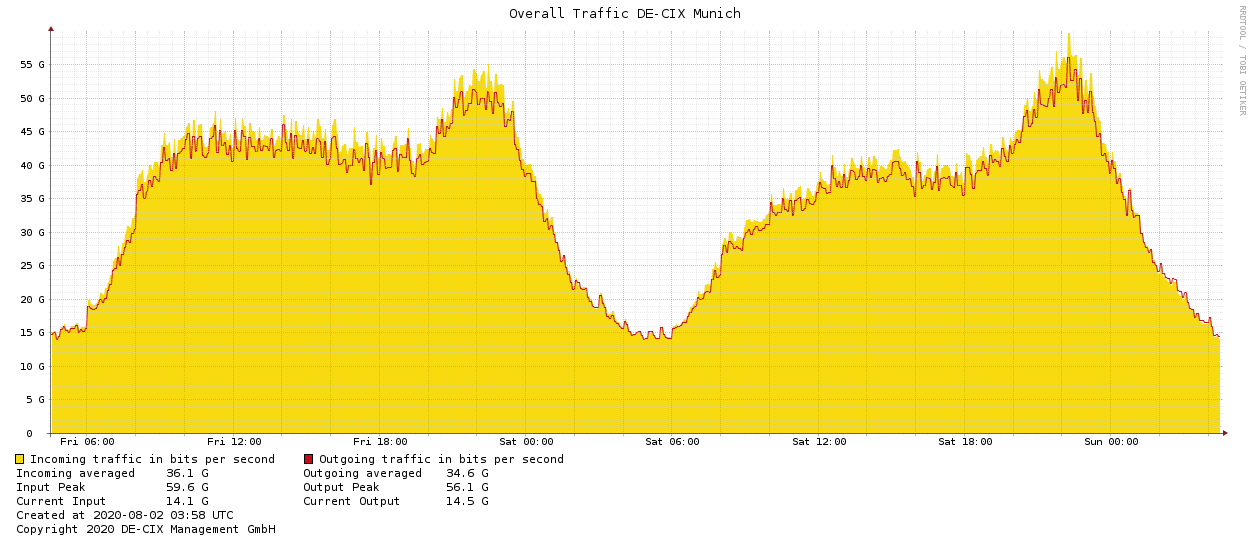 Overall Traffic DE-CIX Munich
RRDTOOL / TOBI OETIKER
55 G
50 G
45 G
40 G
35 G
30 G
25 G
20 G
15 G
10 G
5 G
0
Fri 06:00 Fri 12:00 Fri 18:00 Sat 00:00 Sat 06:00 Sat 12:00 Sat 18:00 Sun 00:00
Incoming traffic in bits per second Outgoing traffic in bits per second
Incoming averaged 36.1 G Outgoing averaged 34.6 G
Input Peak 59.6 G Output Peak 56.1 G
Current Input 14.1 G Current Output 14.5 G
Created at 2020-08-02 03:58 UTC
Copyright 2020 DE-CIX Management GmbH